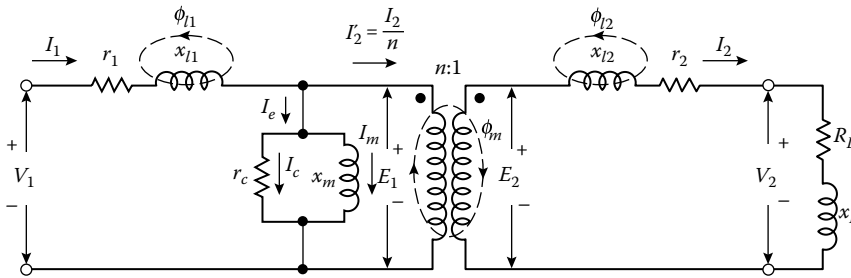 ϕl1
ϕl2
I1
r1
xl1
I′2 = I2/n
n:1
xl2
r2
I2
Ie
Im
ϕm
+
+
+
+
RL
V1
rc
Ic
xm
E1
E2
V2
−
−
−
−